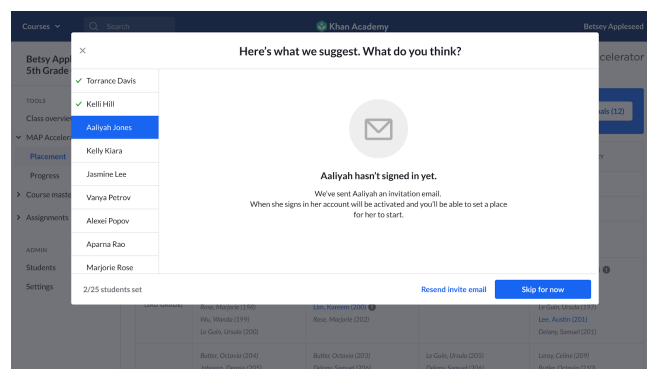 Courses
Search
Khan Academy
Betsey Appleseed
Here's what we suggest. What do you think?
Betsy Appl
5th Grade
celerator
TOOLS
Class overvie
MAP Acceler
Placement
Progress
Course maste
Assignments
ADMIN
Students
Settings
Torrance Davis
Kelli Hill
Aaliyah Jones
Kelly Kiara
Jasmine Lee
Vanya Petrov
Alexei Popov
Aparna Rao
Marjorie Rose
Aaliyah hasn't signed in yet.
We've sent Aaliyah an invitation email.
When she signs in her account will be activated and you'll be able to set a place
for her to start.
als (12)
2/25 students set
Resend invite email
Skip for now
Rose, Marjorie (198)
Lim, Kareem (200)
Le Guin, Ursula (197)
Wu, Wanda (199)
Rose, Marjorie (202)
Lee, Austin (201)
Le Guin, Ursula (200)
Delany, Samuel (201)
Butler, Octavia (204)
Butler, Octavia (203)
Le Guin, Ursula (205)
Leroy, Celina (209)